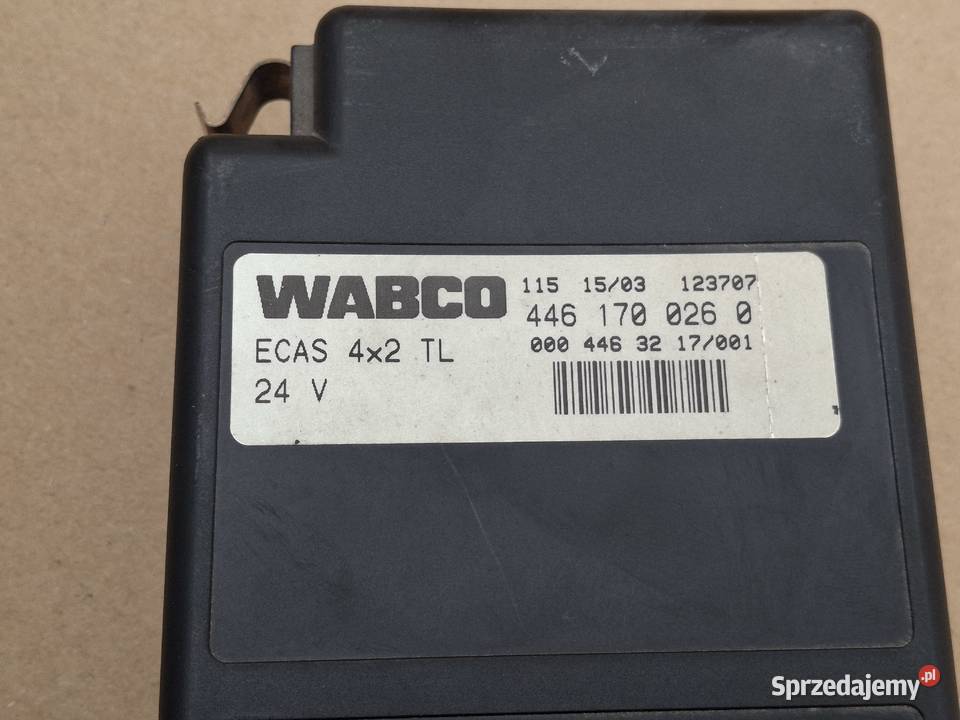 WABCO
115 15/03 123707
446 170 026 0
ECAS 4x2 TL
000 446 32 17/001
24 V
Sprzedajemy.pl